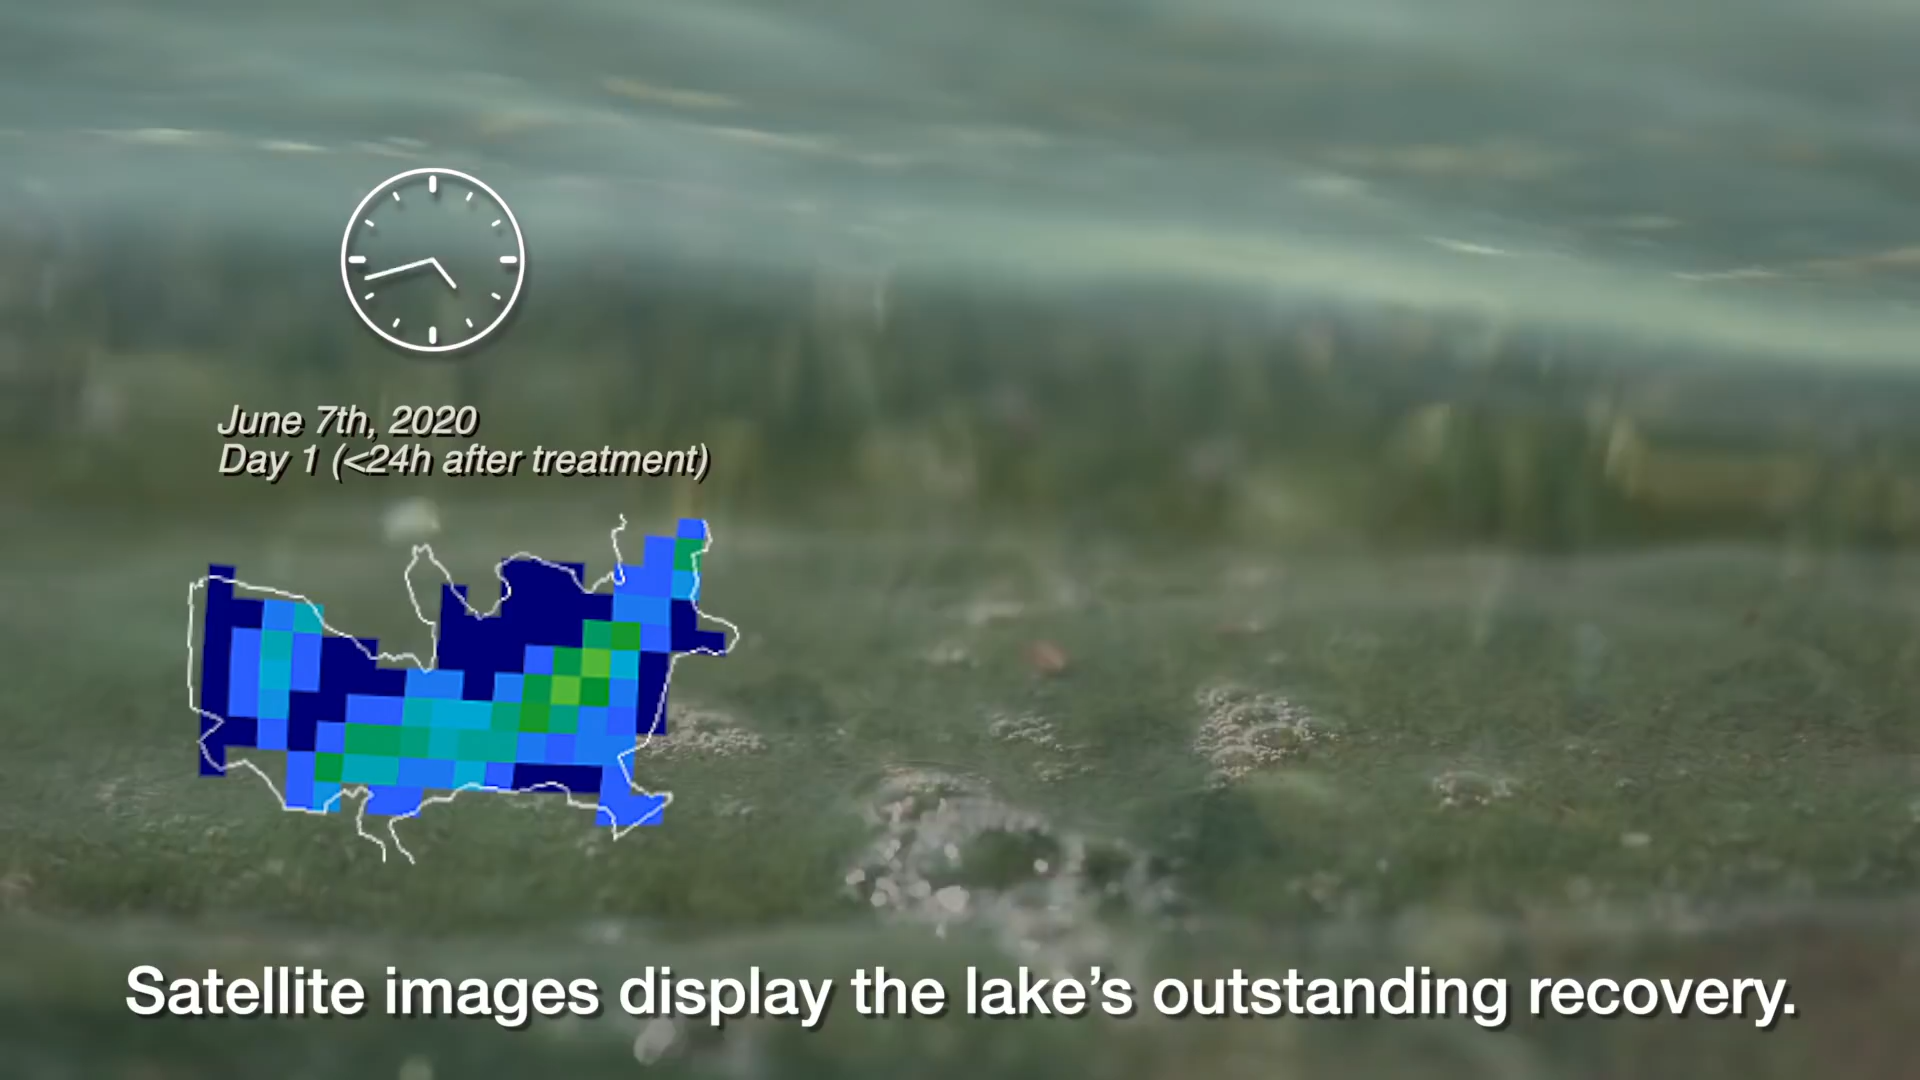 June 7th, 2020
Day 1 (<24h after treatment)
Satellite images display the lake’s outstanding recovery.